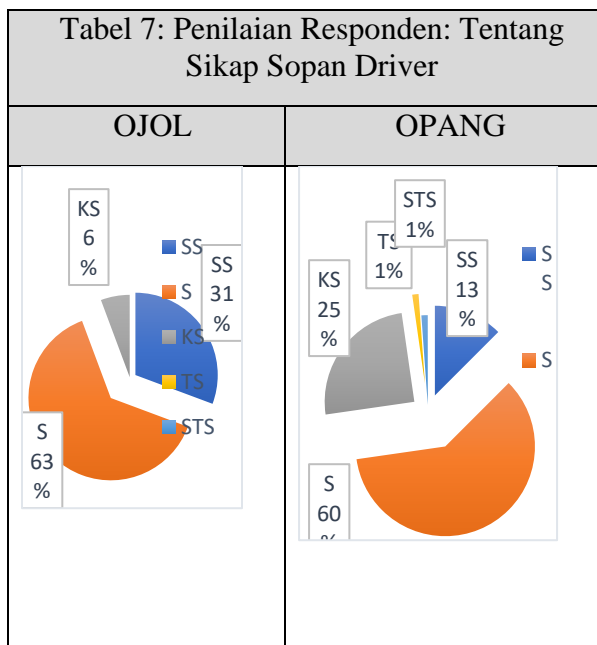 Tabel 7: Penilaian Responden: Tentang
Sikap Sopan Driver
OJOL
OPANG
KS
6
%
SS
31
%
S
63
%
SS
S
KS
TS
STS
STS
1%
TS
1%
KS
25
%
SS
13
%
S
60
%
S
S
S